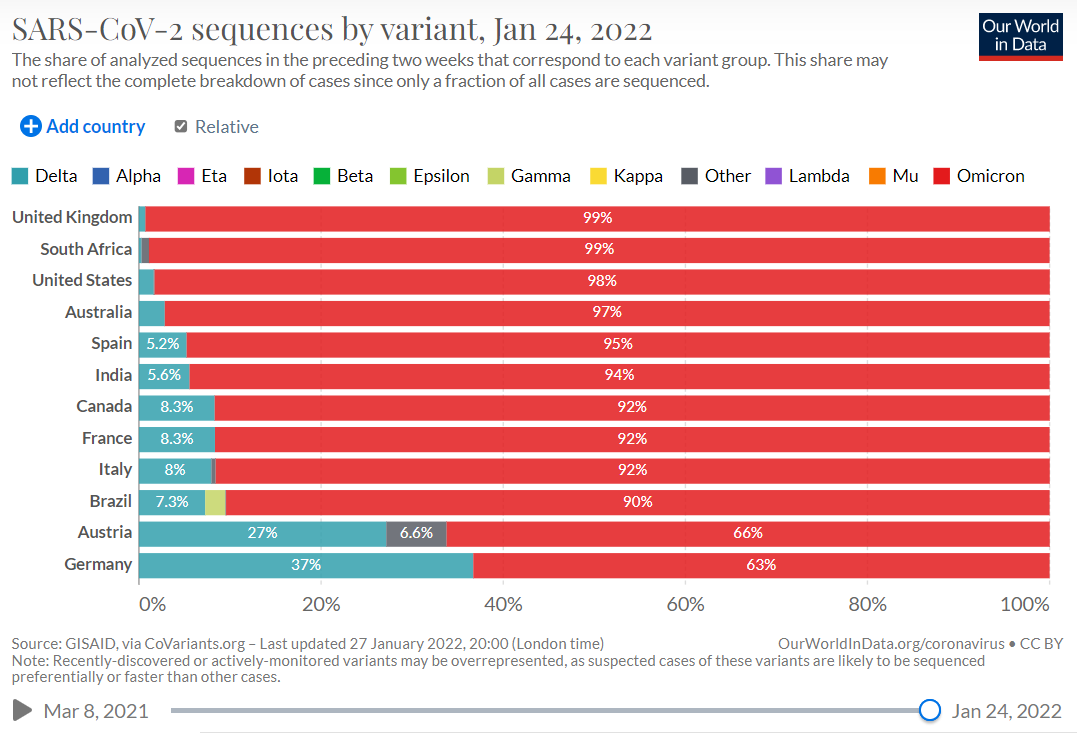 SARS-CoV-2 sequences by variant, Jan 24, 2022
Our World
in Data
The share of analyzed sequences in the preceding two weeks that correspond to each variant group. This share may
not reflect the complete breakdown of cases since only a fraction of all cases are sequenced.
Add country Relative
Delta Alpha Eta Iota Beta Epsilon Gamma Kappa Other Lambda Mu Omicron
United Kingdom 99%
South Africa 99%
United States 98%
Australia 97%
Spain 5.2% 95%
India 5.6% 94%
Canada 8.3% 92%
France 8.3% 92%
Italy 8% 92%
Brazil 7.3% 90%
Austria 27% 6.6% 66%
Germany 37% 63%
0% 20% 40% 60% 80% 100%
Source: GISAID, via CoVariants.org – Last updated 27 January 2022, 20:00 (London time) OurWorldInData.org/coronavirus • CC BY
Note: Recently-discovered or actively-monitored variants may be overrepresented, as suspected cases of these variants are likely to be sequenced
preferentially or faster than other cases.
Mar 8, 2021 Jan 24, 2022